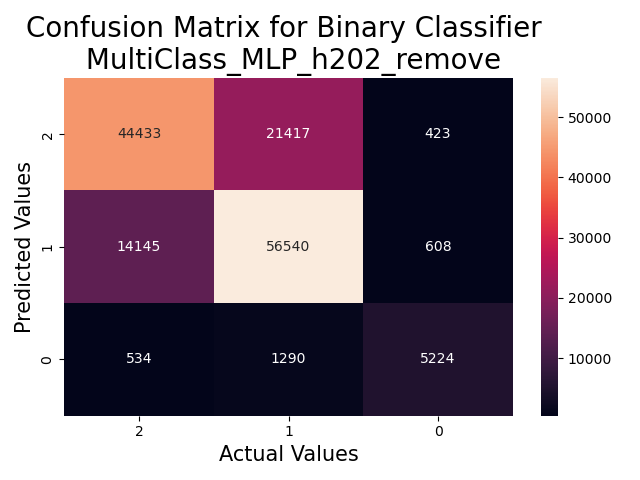 Confusion Matrix for Binary Classifier
MultiClass_MLP_h202_remove
Predicted Values
2
44433 21417 423
1
14145 56540 608
0
534 1290 5224
2 1 0
Actual Values
50000
40000
30000
20000
10000